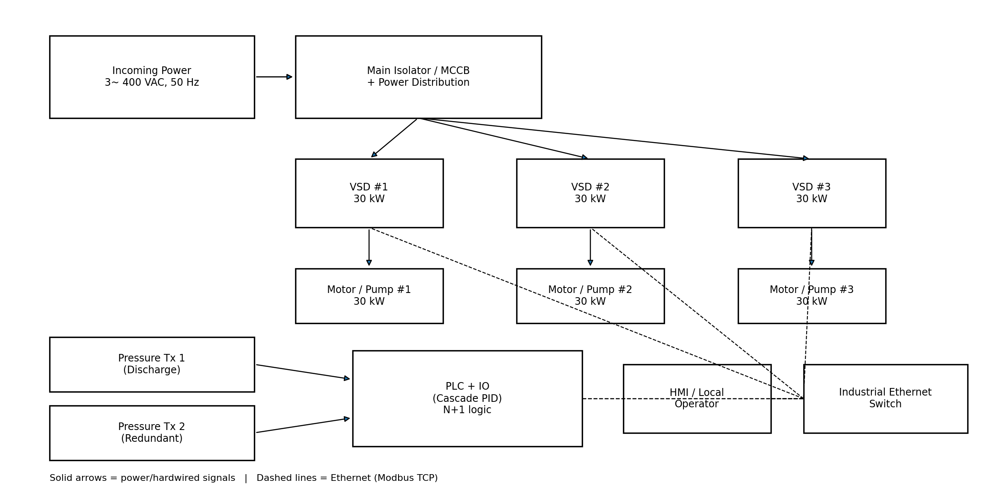 Incoming Power
3~ 400 VAC, 50 Hz
Main Isolator / MCCB
+ Power Distribution
VSD #1
30 kW
VSD #2
30 kW
VSD #3
30 kW
Motor / Pump #1
30 kW
Motor / Pump #2
30 kW
Motor / Pump #3
30 kW
Pressure Tx 1
(Discharge)
Pressure Tx 2
(Redundant)
PLC + IO
(Cascade PID)
N+1 logic
HMI / Local
Operator
Industrial Ethernet
Switch
Solid arrows = power/hardwired signals   |   Dashed lines = Ethernet (Modbus TCP)